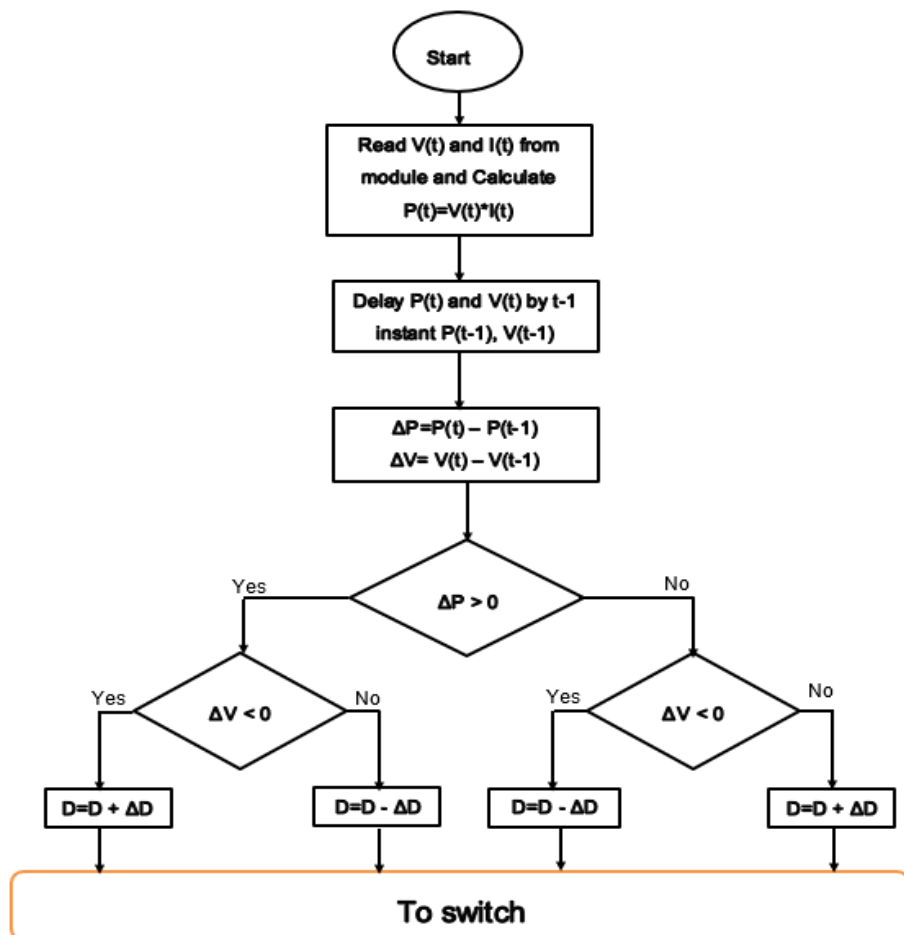 Start
Read V(t) and I(t) from
module and Calculate
P(t)=V(t)*I(t)
Delay P(t) and V(t) by t-1
instant P(t-1), V(t-1)
ΔP=P(t) – P(t-1)
ΔV= V(t) – V(t-1)
Yes
ΔP > 0
No
Yes
ΔV < 0
No
Yes
ΔV < 0
No
D=D + ΔD
D=D - ΔD
D=D - ΔD
D=D + ΔD
To switch